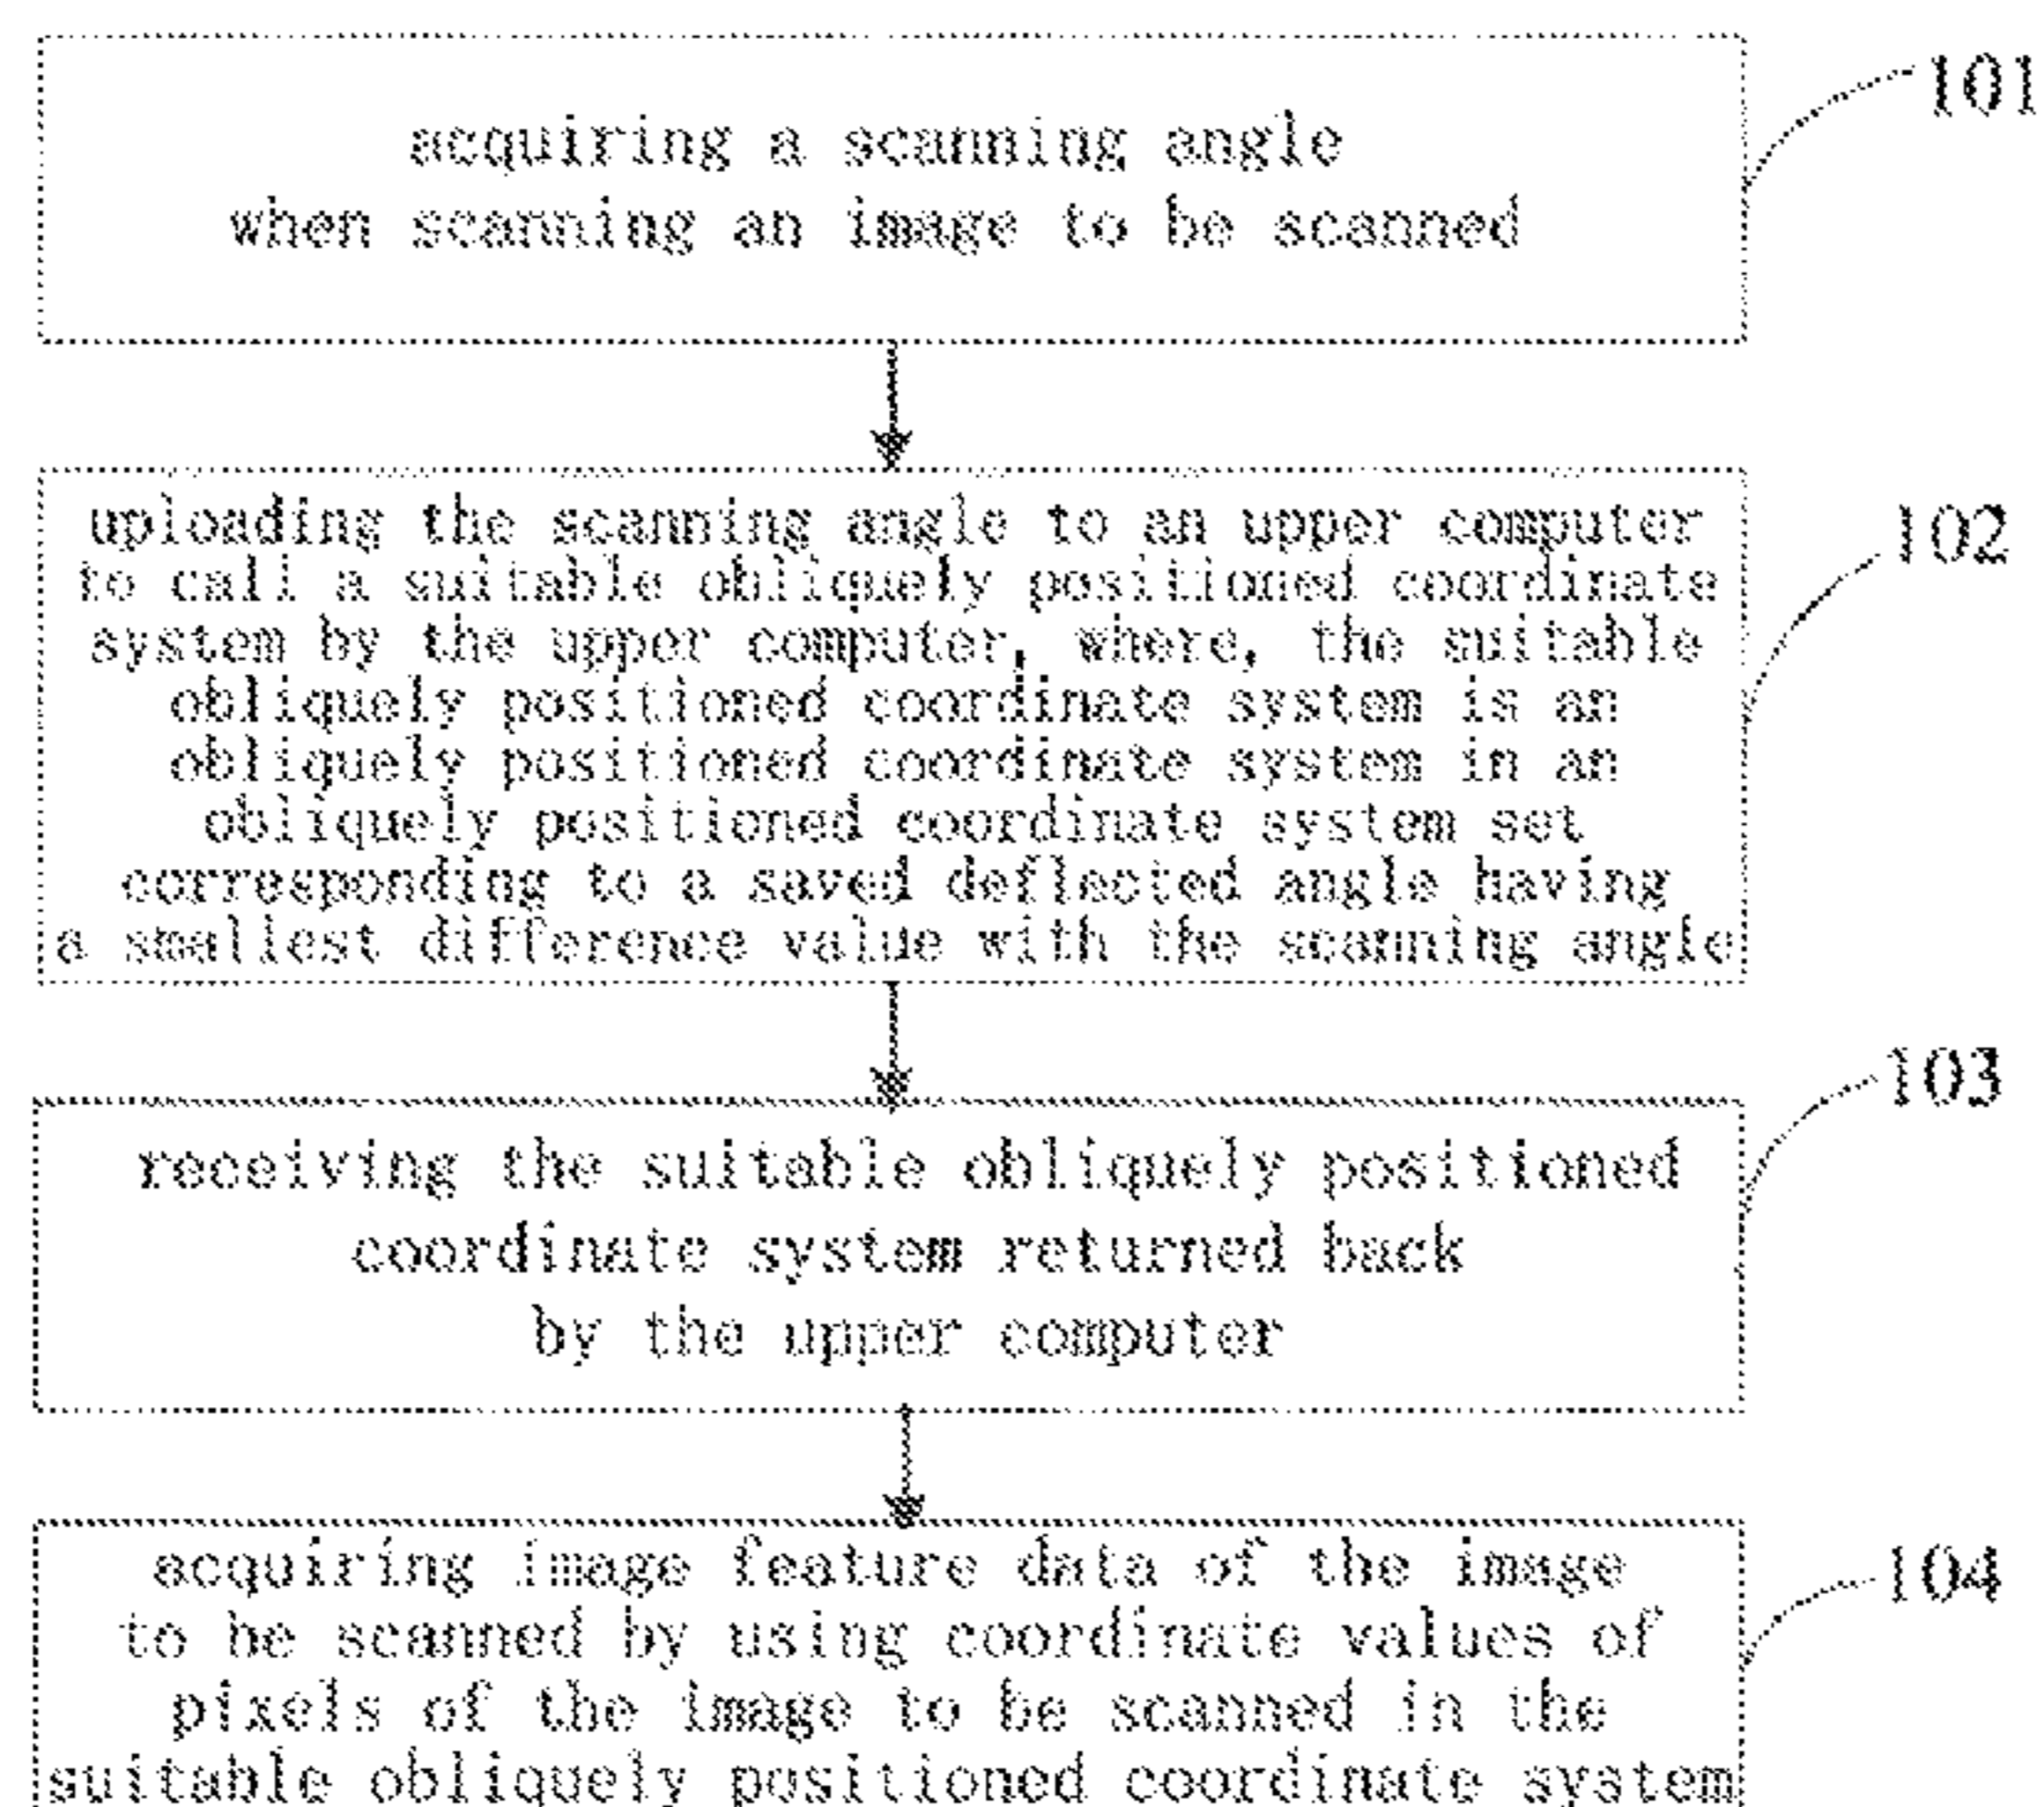 acquiring a scanning angle
when scanning an image to be scanned
101
uploading the scanning angle to an upper computer
to call a suitable obliquely positioned coordinate
system by the upper computer, where, the suitable
obliquely positioned coordinate system is an
obliquely positioned coordinate system in an
obliquely positioned coordinate system set
corresponding to a saved deflected angle having
a smallest difference value with the scanning angle
102
receiving the suitable obliquely positioned
coordinate system returned back
by the upper computer
103
acquiring image feature data of the image
to be scanned by using coordinate values of
pixels of the image to be scanned in the
suitable obliquely positioned coordinate system
104